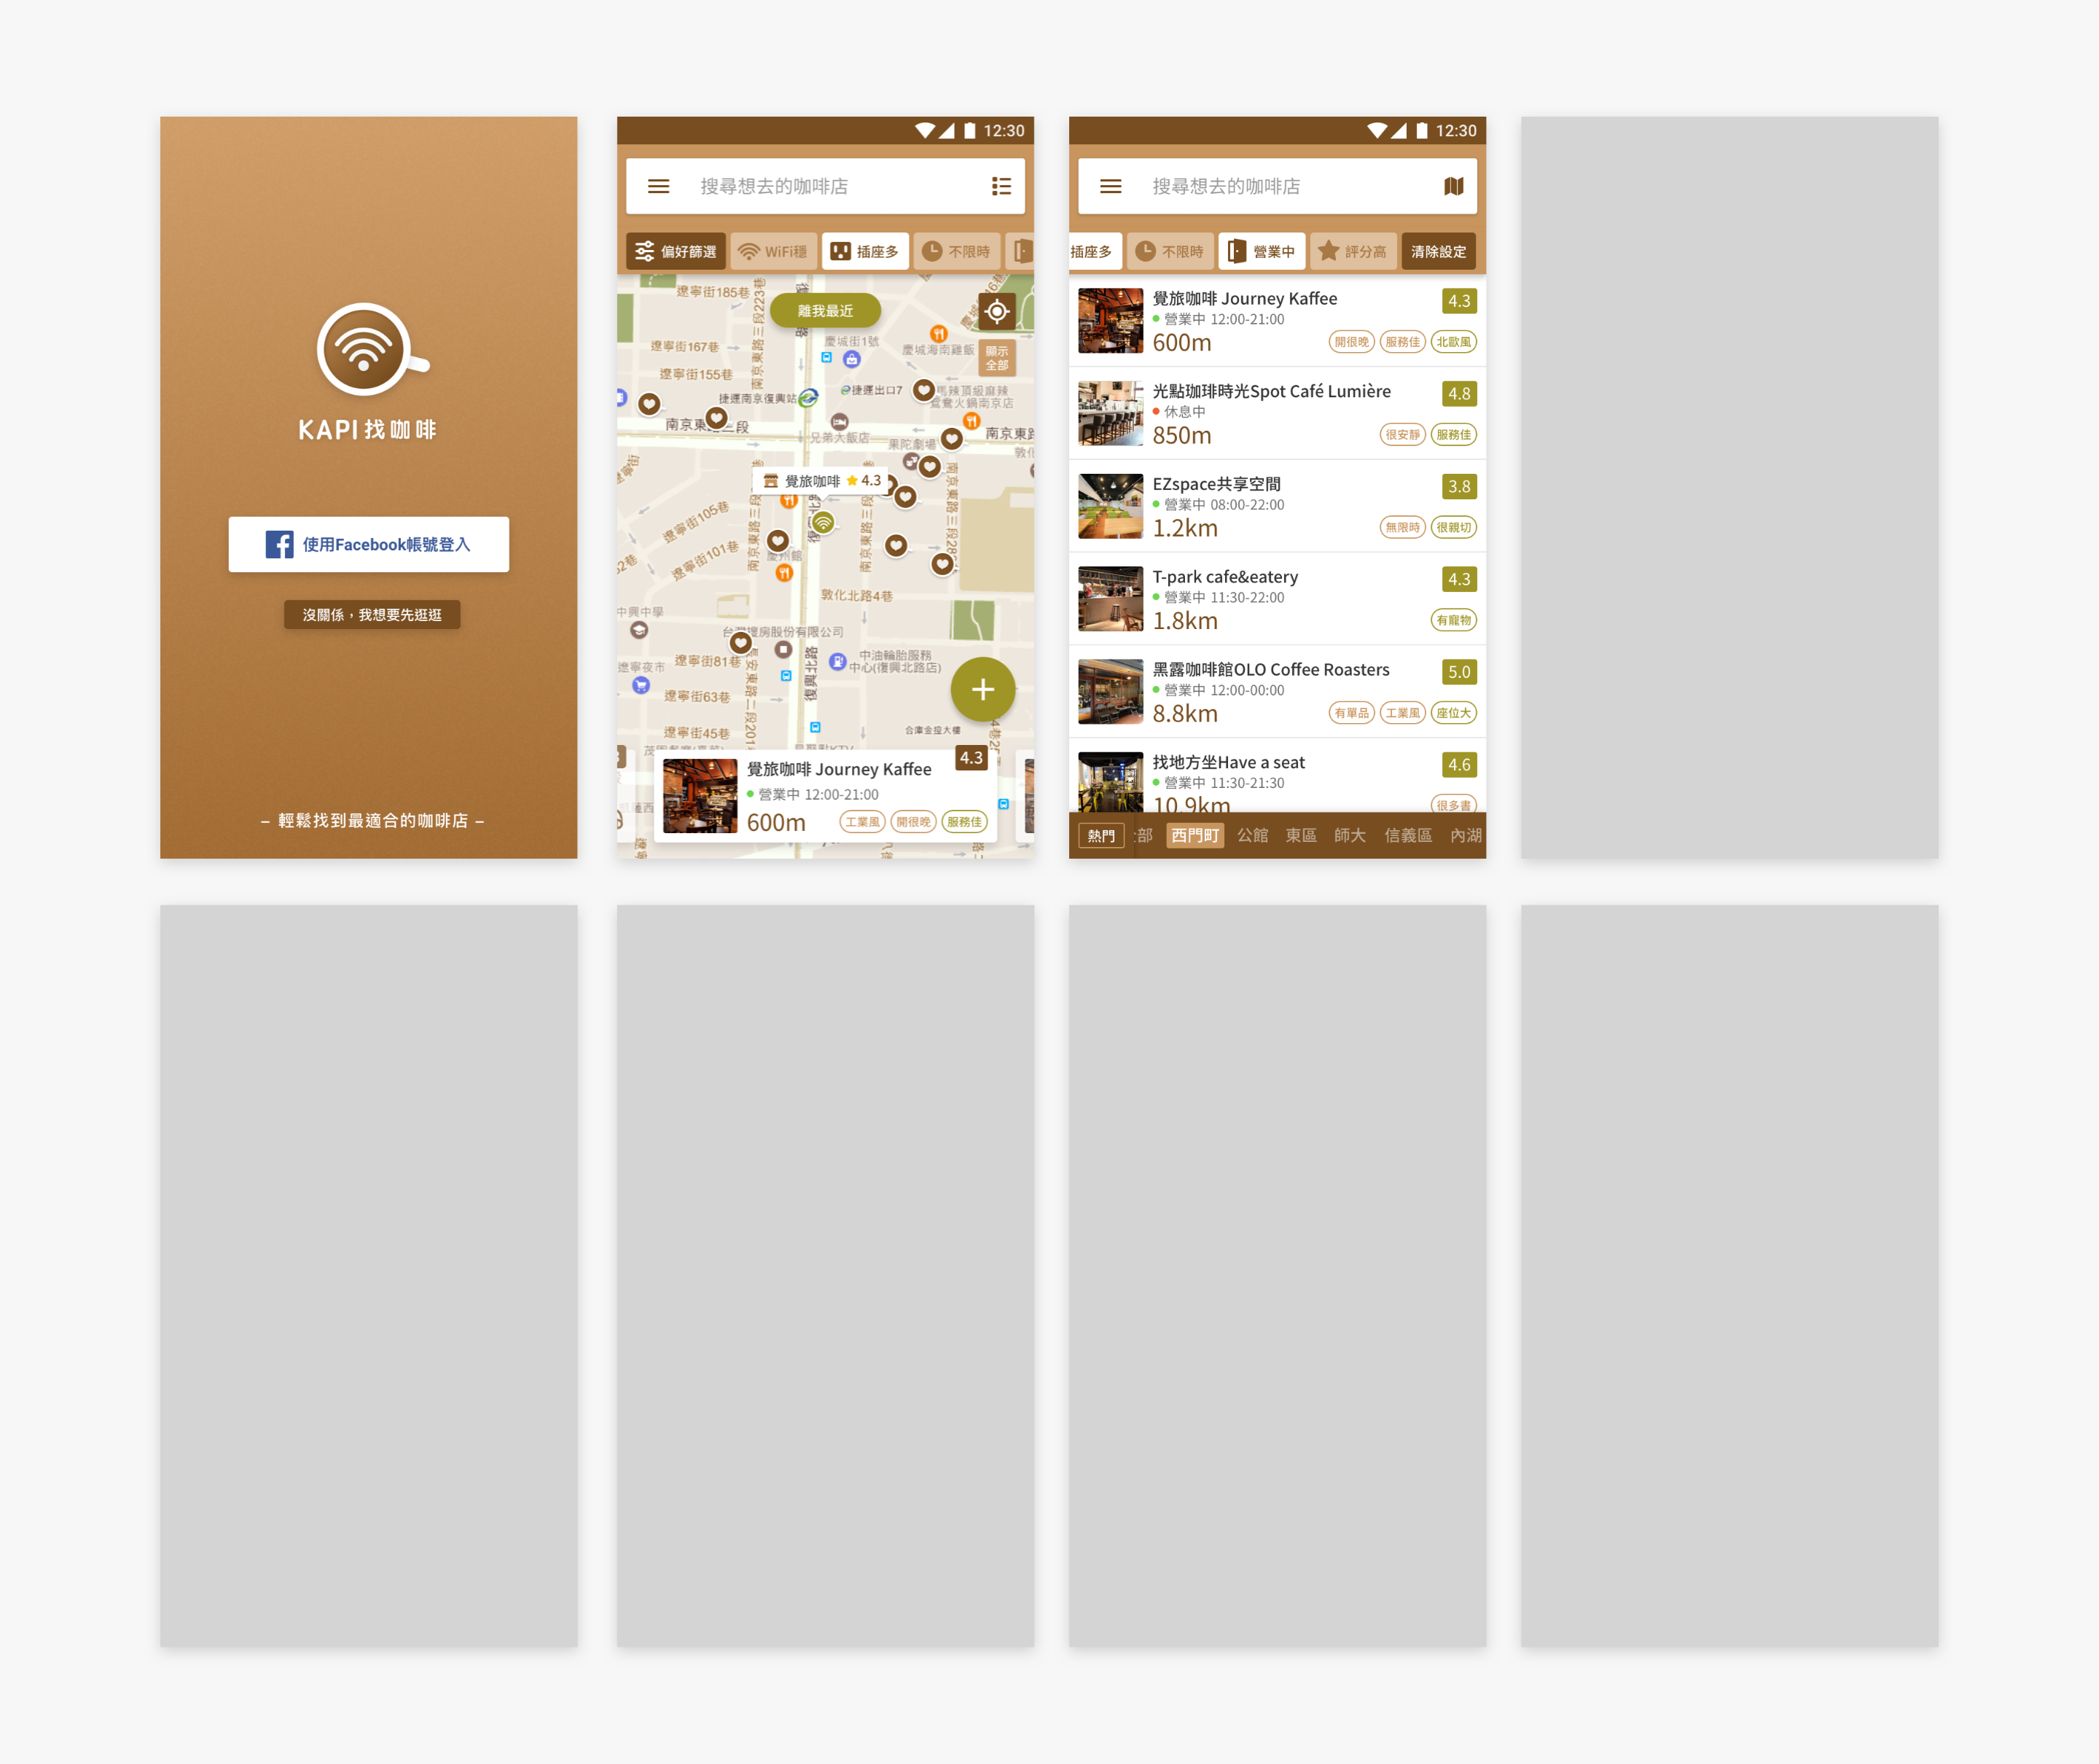 KAPI 找咖啡
使用Facebook帳號登入
沒關係，我想要先逛逛
– 輕鬆找到最適合的咖啡店 –
12:30
搜尋想去的咖啡店
偏好篩選 WiFi穩 插座多 不限時
遼寧街185巷
離我最近
慶城街1號
慶城海南雞飯
顯示
全部
遼寧街167巷
遼寧街155巷
南京東路三段223巷
捷運南京復興站
捷運出口7
馬辣頂級麻辣
鴛鴦火鍋南京店
兄弟大飯店
果陀劇場
覺旅咖啡 4.3
遼寧街105巷
遼寧街101巷
慶州館
敦化北路4巷
中興中學
遼寧夜市
遼寧街81巷
復興北路
中油輪胎服務
中心(復興北路店)
遼寧街63巷
遼寧街45巷
合庫金控大樓
覺旅咖啡 Journey Kaffee
4.3
營業中 12:00-21:00
600m 工業風 開很晚 服務佳
12:30
搜尋想去的咖啡店
插座多 不限時 營業中 評分高 清除設定
覺旅咖啡 Journey Kaffee 4.3
營業中 12:00-21:00
600m 開很晚 服務佳 北歐風
光點珈琲時光Spot Café Lumière 4.8
休息中
850m 很安靜 服務佳
EZspace共享空間 3.8
營業中 08:00-22:00
1.2km 無限時 很親切
T-park cafe&eatery 4.3
營業中 11:30-22:00
1.8km 有寵物
黑露咖啡館OLO Coffee Roasters 5.0
營業中 12:00-00:00
8.8km 有單品 工業風 座位大
找地方坐Have a seat 4.6
營業中 11:30-21:30
10.9km 很多書
熱門 部 西門町 公館 東區 師大 信義區 內湖